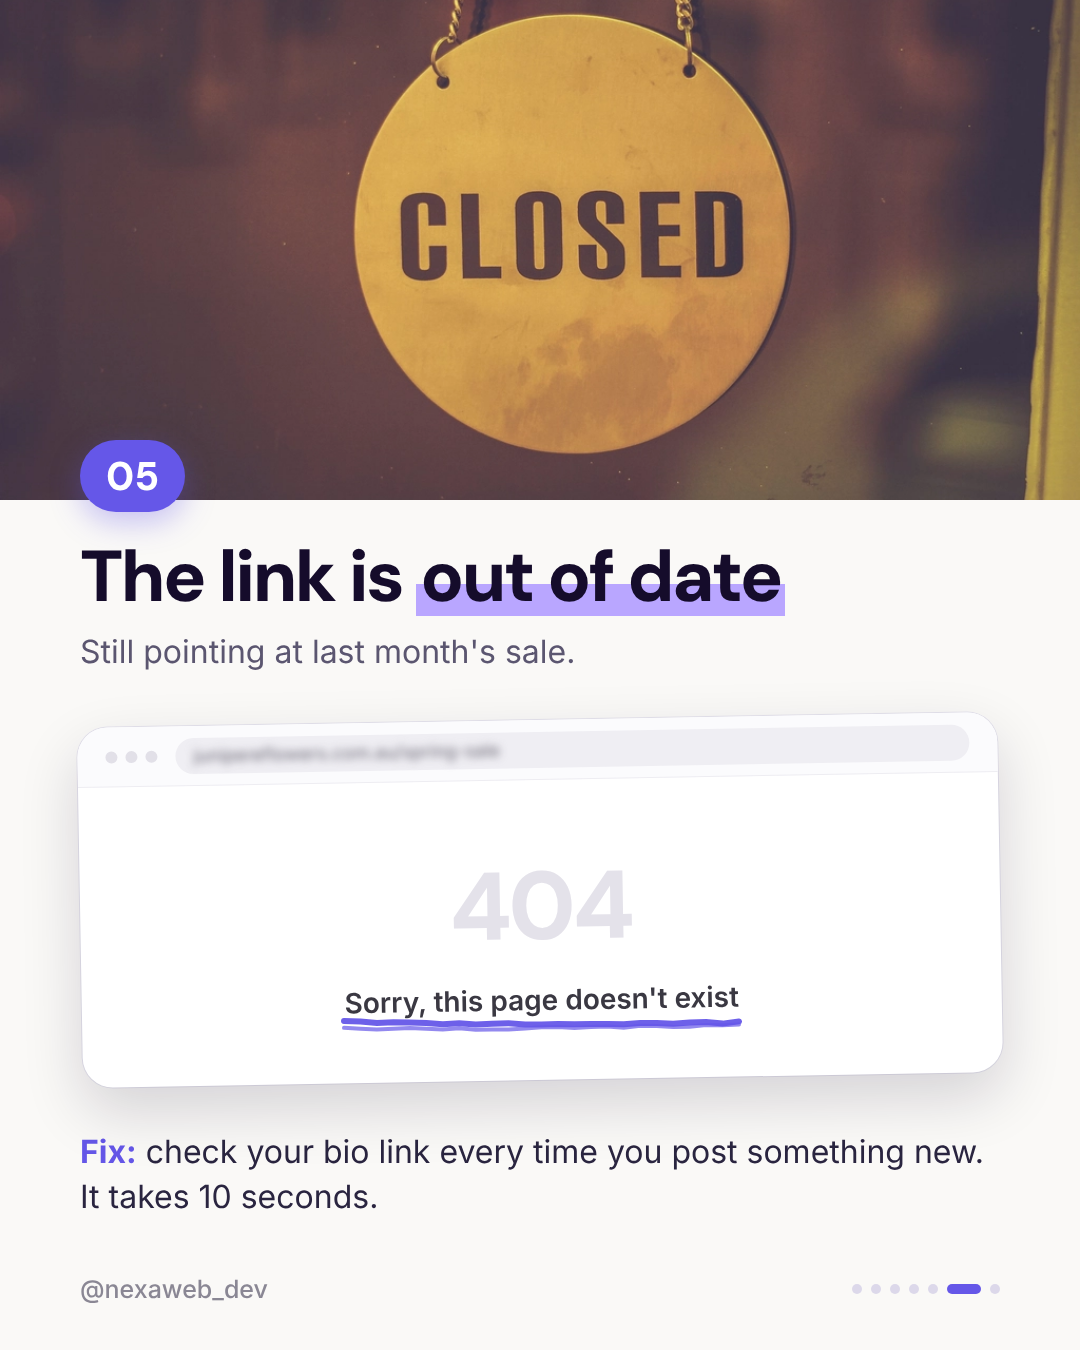 CLOSED
05
The link is out of date
Still pointing at last month's sale.
404
Sorry, this page doesn't exist
Fix: check your bio link every time you post something new.
It takes 10 seconds.
@nexaweb_dev